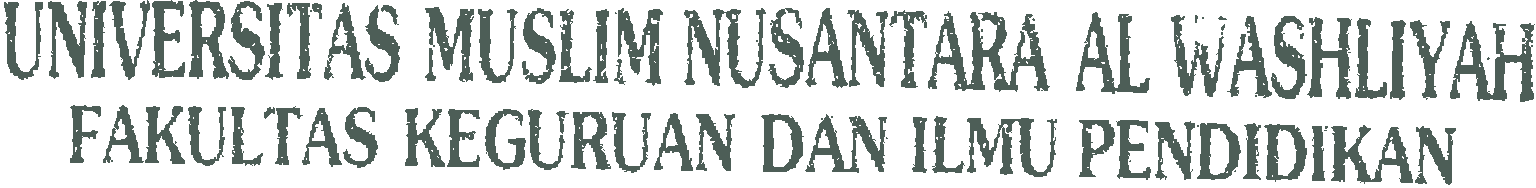 UNIVERSITAS MUSLIM NUSANTARA AL WASHLIYAH
FAKULTAS KEGURUAN DAN ILMU PENDIDIKAN